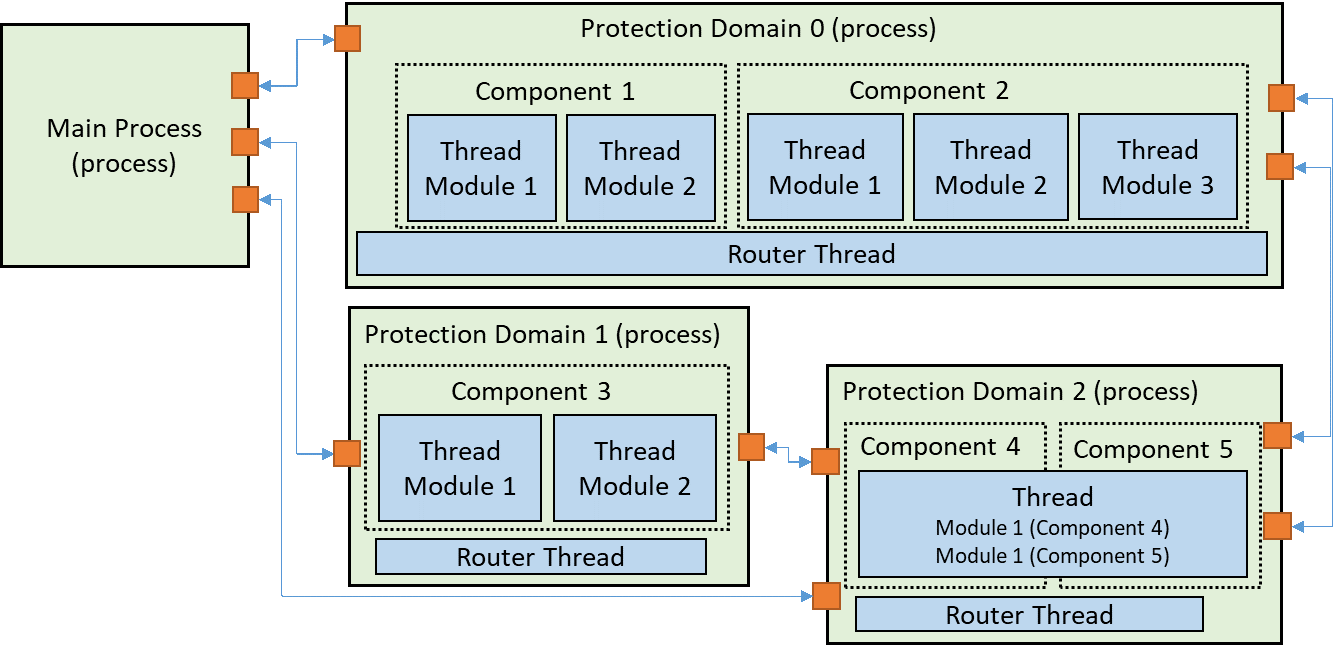 Main Process
(process)
Protection Domain 0 (process)
Component 1
Thread
Module 1
Thread
Module 2
Component 2
Thread
Module 1
Thread
Module 2
Thread
Module 3
Router Thread
Protection Domain 1 (process)
Component 3
Thread
Module 1
Thread
Module 2
Router Thread
Protection Domain 2 (process)
Component 4
Component 5
Thread
Module 1 (Component 4)
Module 1 (Component 5)
Router Thread